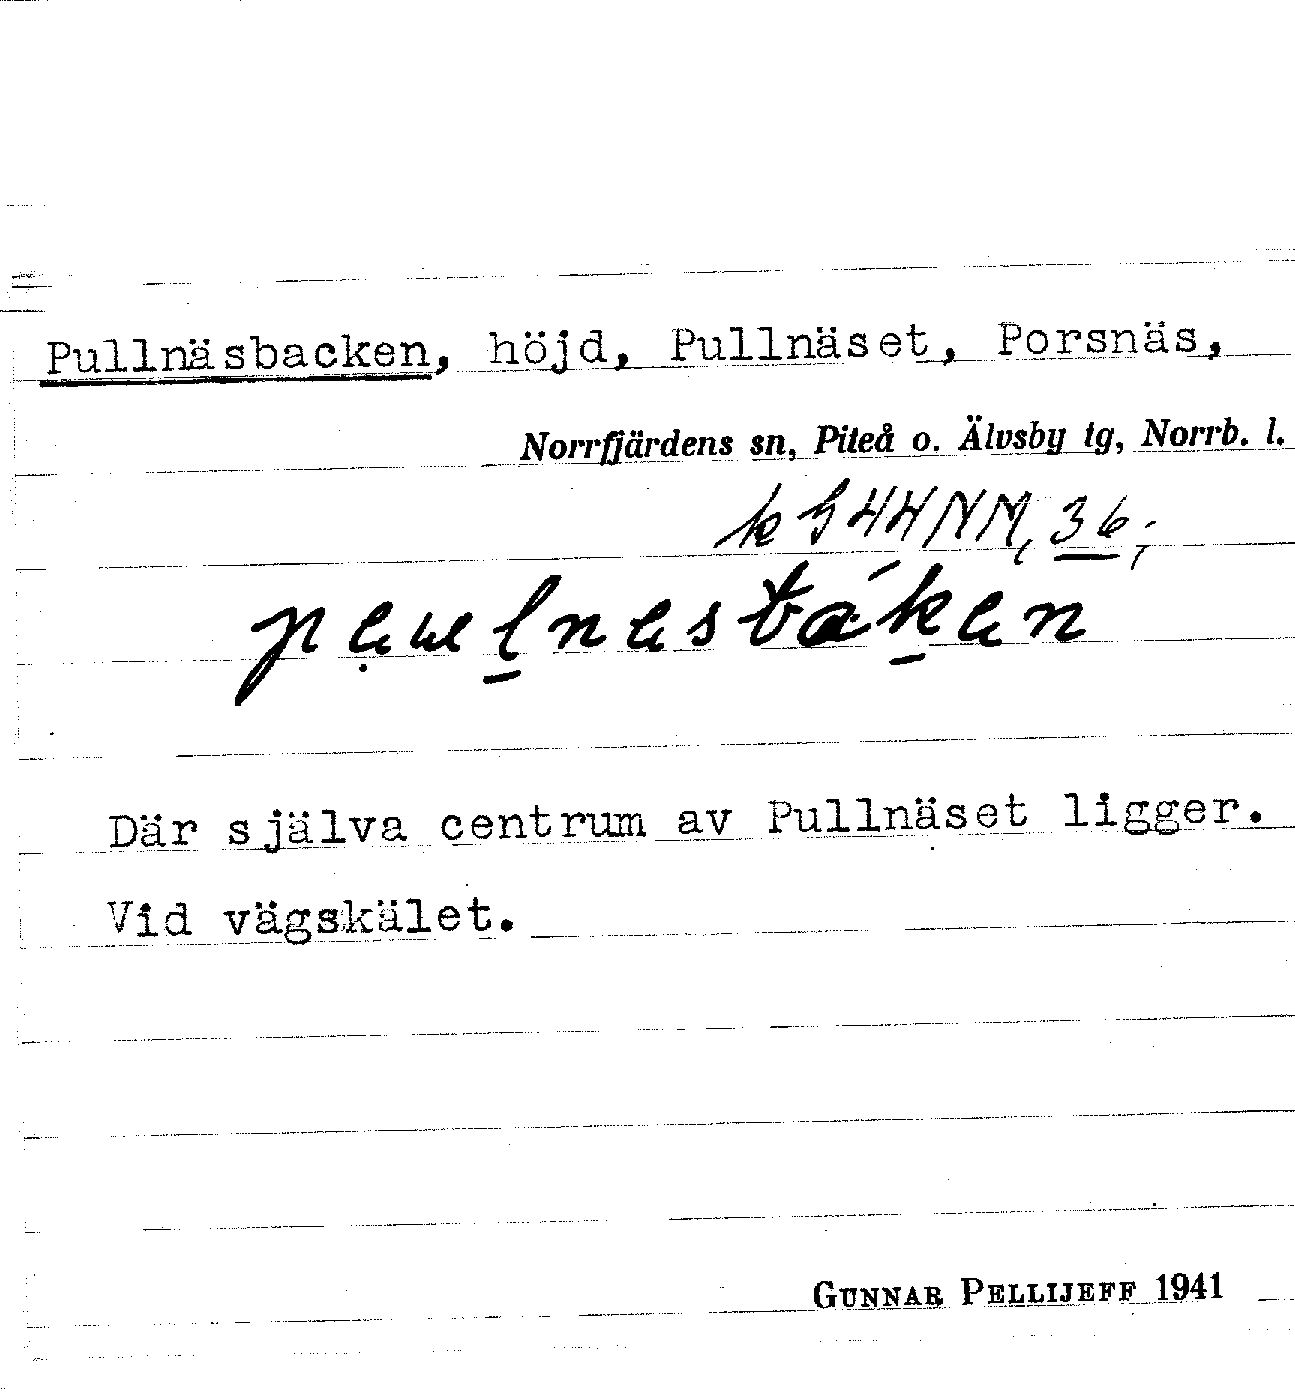 Pullnäsbacken, höjd, Pullnäset, Porsnäs,
Norrfjärdens sn, Piteå o. Älvsby tg, Norrb. l.
36;
Där själva centrum av Pullnäset ligger.
Vid vägskälet.
GUNNAR PELLIJEFF 1941